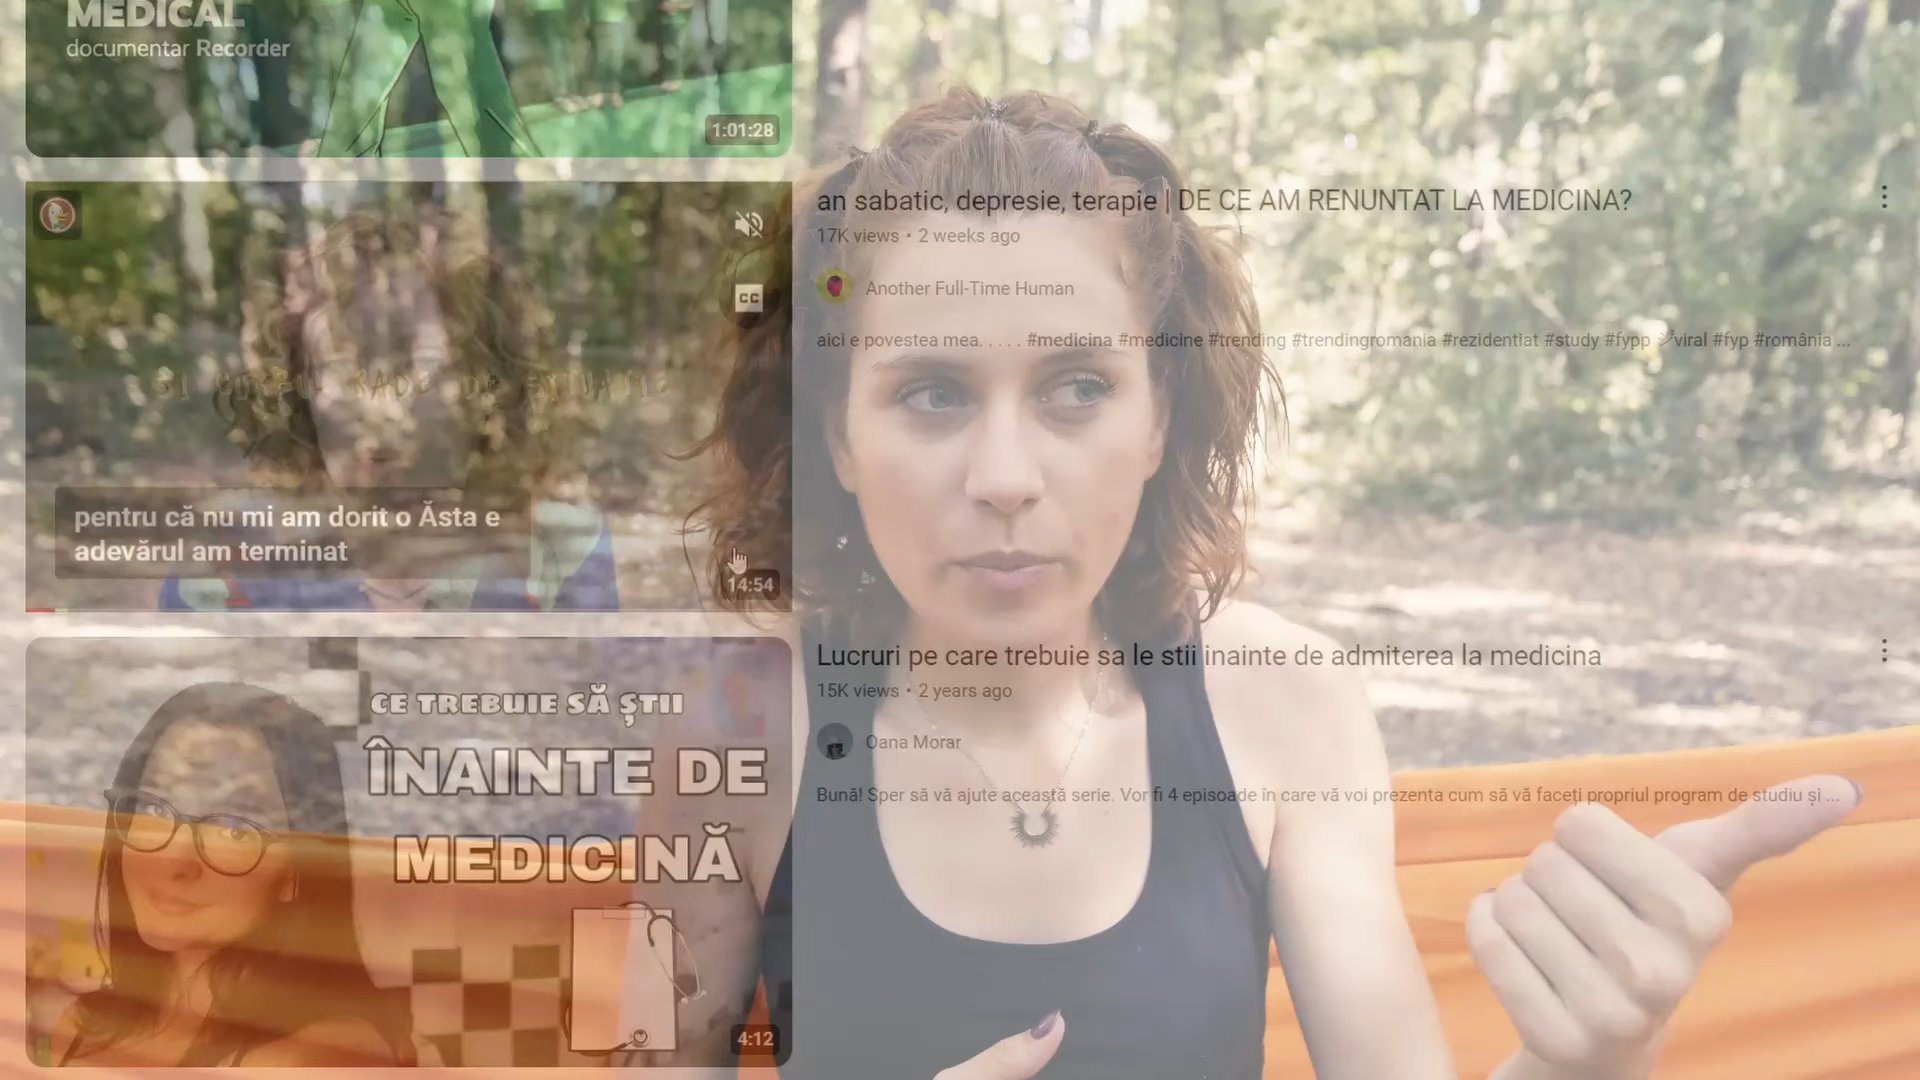 MEDICAL
documentar Recorder
1:01:28
an sabatic, depresie, terapie | DE CE AM RENUNTAT LA MEDICINA?
17K views • 2 weeks ago
CC
Another Full-Time Human
aici e povestea mea. . . . . #medicina #medicine #trending #trendingromania #rezidentiat #study #fypp #viral #fyp #românia ...
RADE DE SITUATIE
pentru că nu mi am dorit o Ăsta e
adevărul am terminat
14:54
Lucruri pe care trebuie sa le stii inainte de admiterea la medicina
15K views • 2 years ago
CE TREBUIE SĂ ȘTII
ÎNAINTE DE
MEDICINĂ
Oana Morar
Bună! Sper să vă ajute această serie. Vor fi 4 episoade în care vă voi prezenta cum să vă faceți propriul program de studiu și ...
4:12